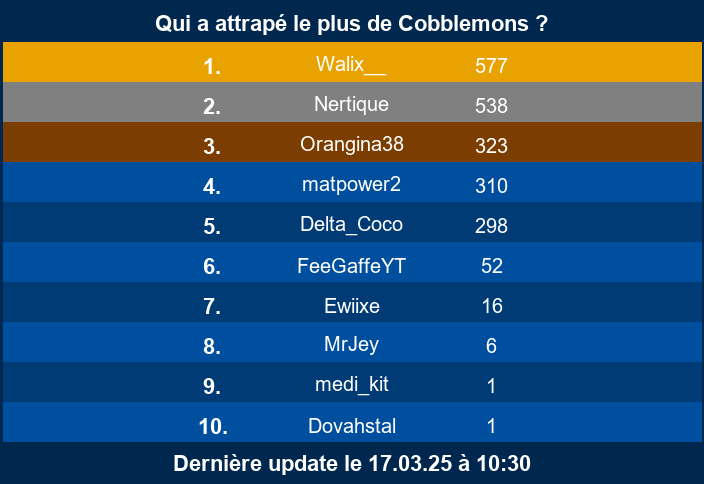 Qui a attrapé le plus de Cobblemons ?
1. Walix__ 577
2. Nertique 538
3. Orangina38 323
4. matpower2 310
5. Delta_Coco 298
6. FeeGaffeYT 52
7. Ewiixe 16
8. MrJey 6
9. medi_kit 1
10. Dovahstal 1
Dernière update le 17.03.25 à 10:30